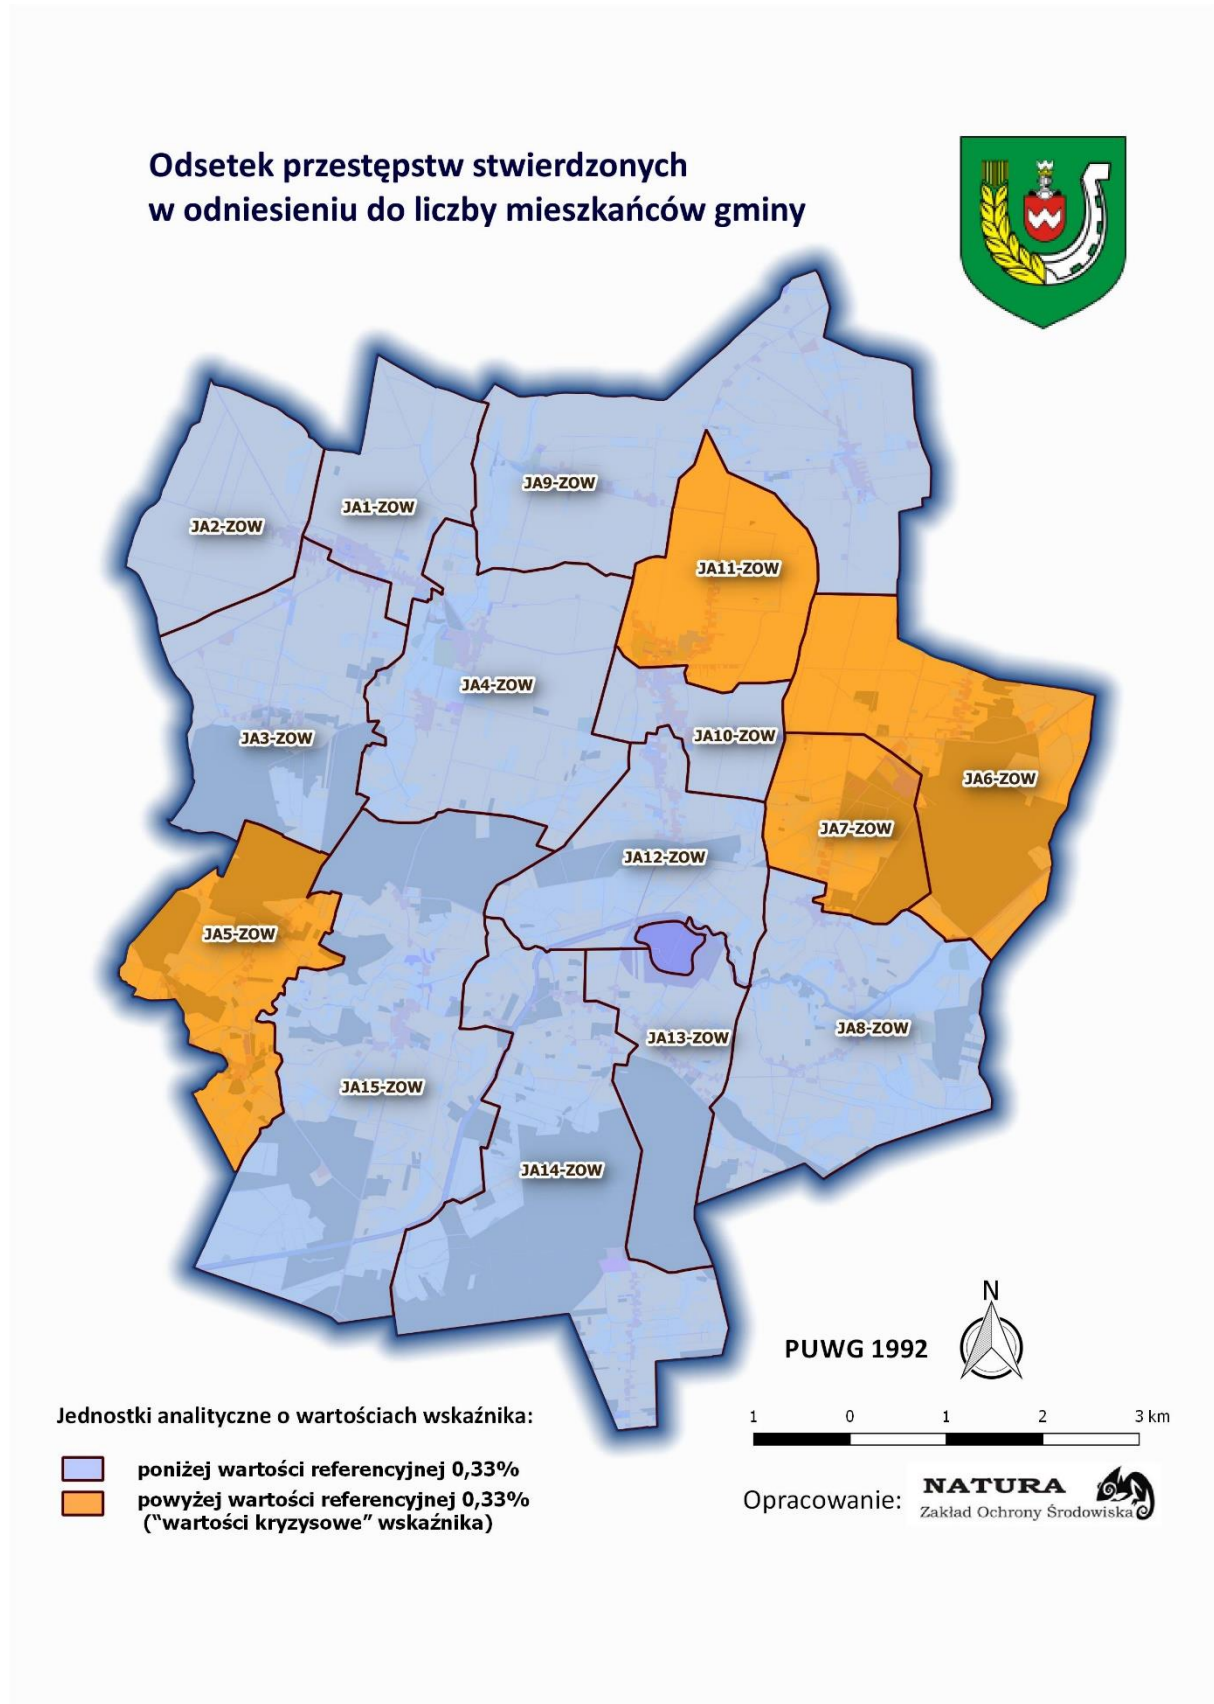 Odsetek przestępstw stwierdzonych
w odniesieniu do liczby mieszkańców gminy
JA9-ZOW
JA1-ZOW
JA2-ZOW
JA11-ZOW
JA4-ZOW
JA3-ZOW
JA10-ZOW
JA6-ZOW
JA7-ZOW
JA12-ZOW
JA5-ZOW
JA8-ZOW
JA13-ZOW
JA15-ZOW
JA14-ZOW
N
PUWG 1992
Jednostki analityczne o wartościach wskaźnika:
poniżej wartości referencyjnej 0,33%
powyżej wartości referencyjnej 0,33%
("wartości kryzysowe" wskaźnika)
1 0 1 2 3 km
Opracowanie:
NATURA
Zakład Ochrony Środowiska